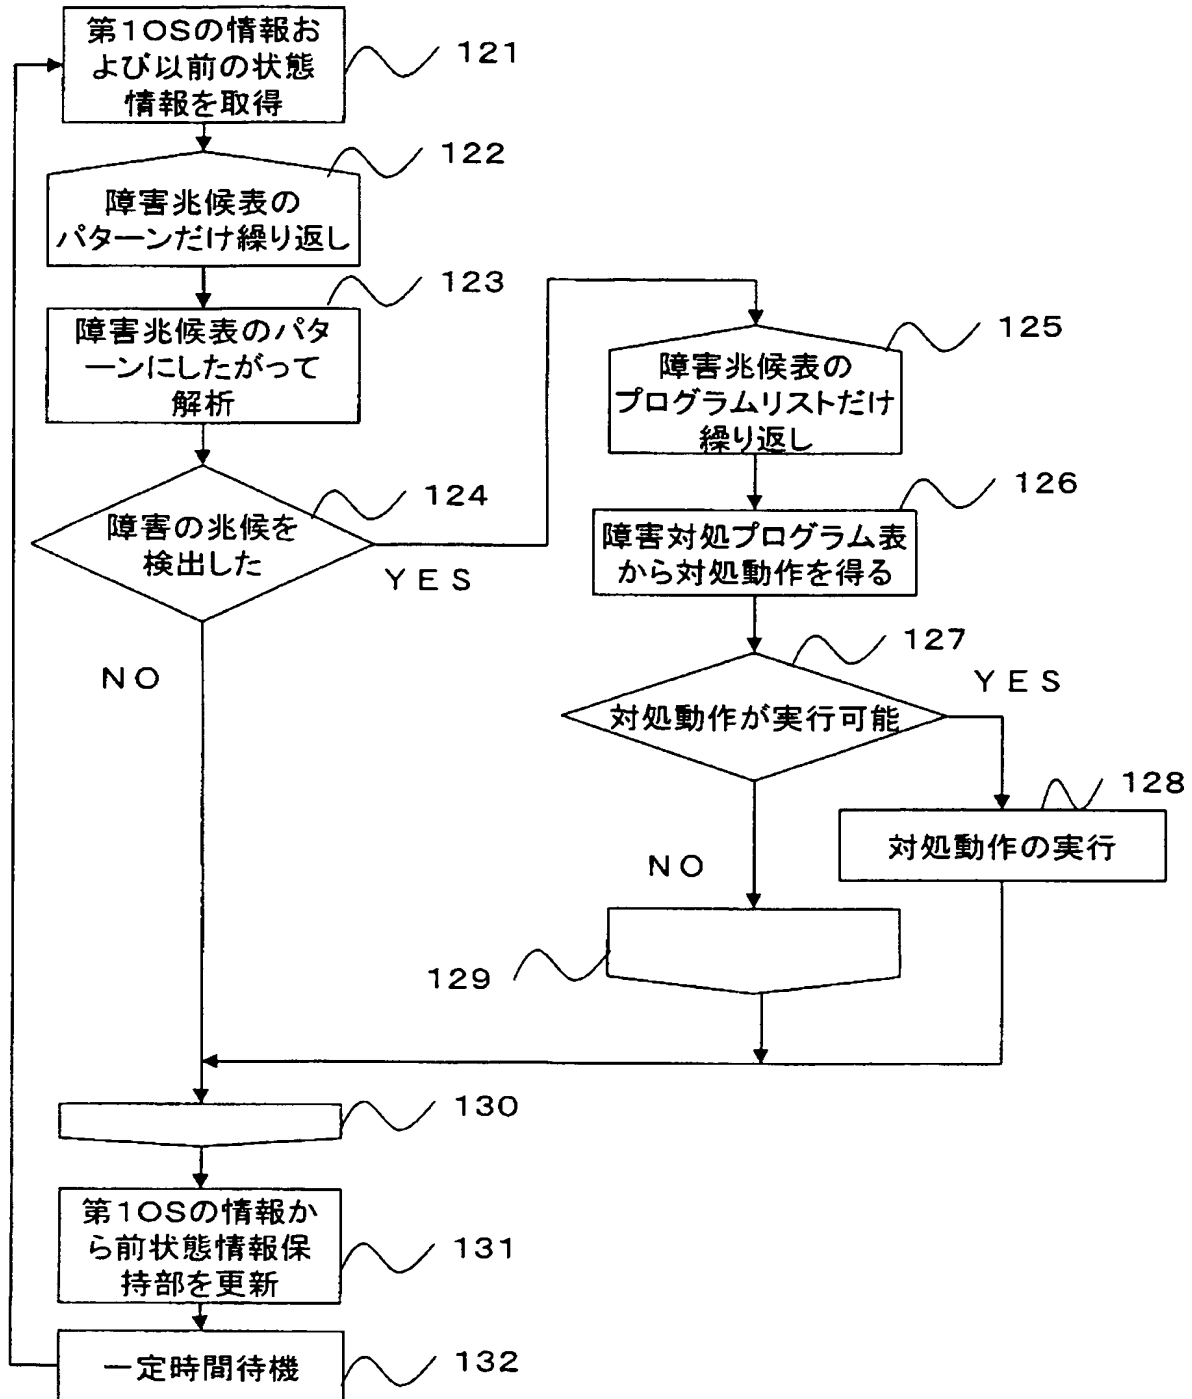 第1OSの情報お
よび以前の状態
情報を取得
121
122
障害兆候表の
パターンだけ繰り返し
123
障害兆候表のパタ
ーンにしたがって
解析
124
障害の兆候を
検出した
YES
NO
125
障害兆候表の
プログラムリストだけ
繰り返し
126
障害対処プログラム表
から対処動作を得る
127
対処動作が実行可能
YES
NO
128
対処動作の実行
129
130
第1OSの情報か
ら前状態情報保
持部を更新
131
一定時間待機
132